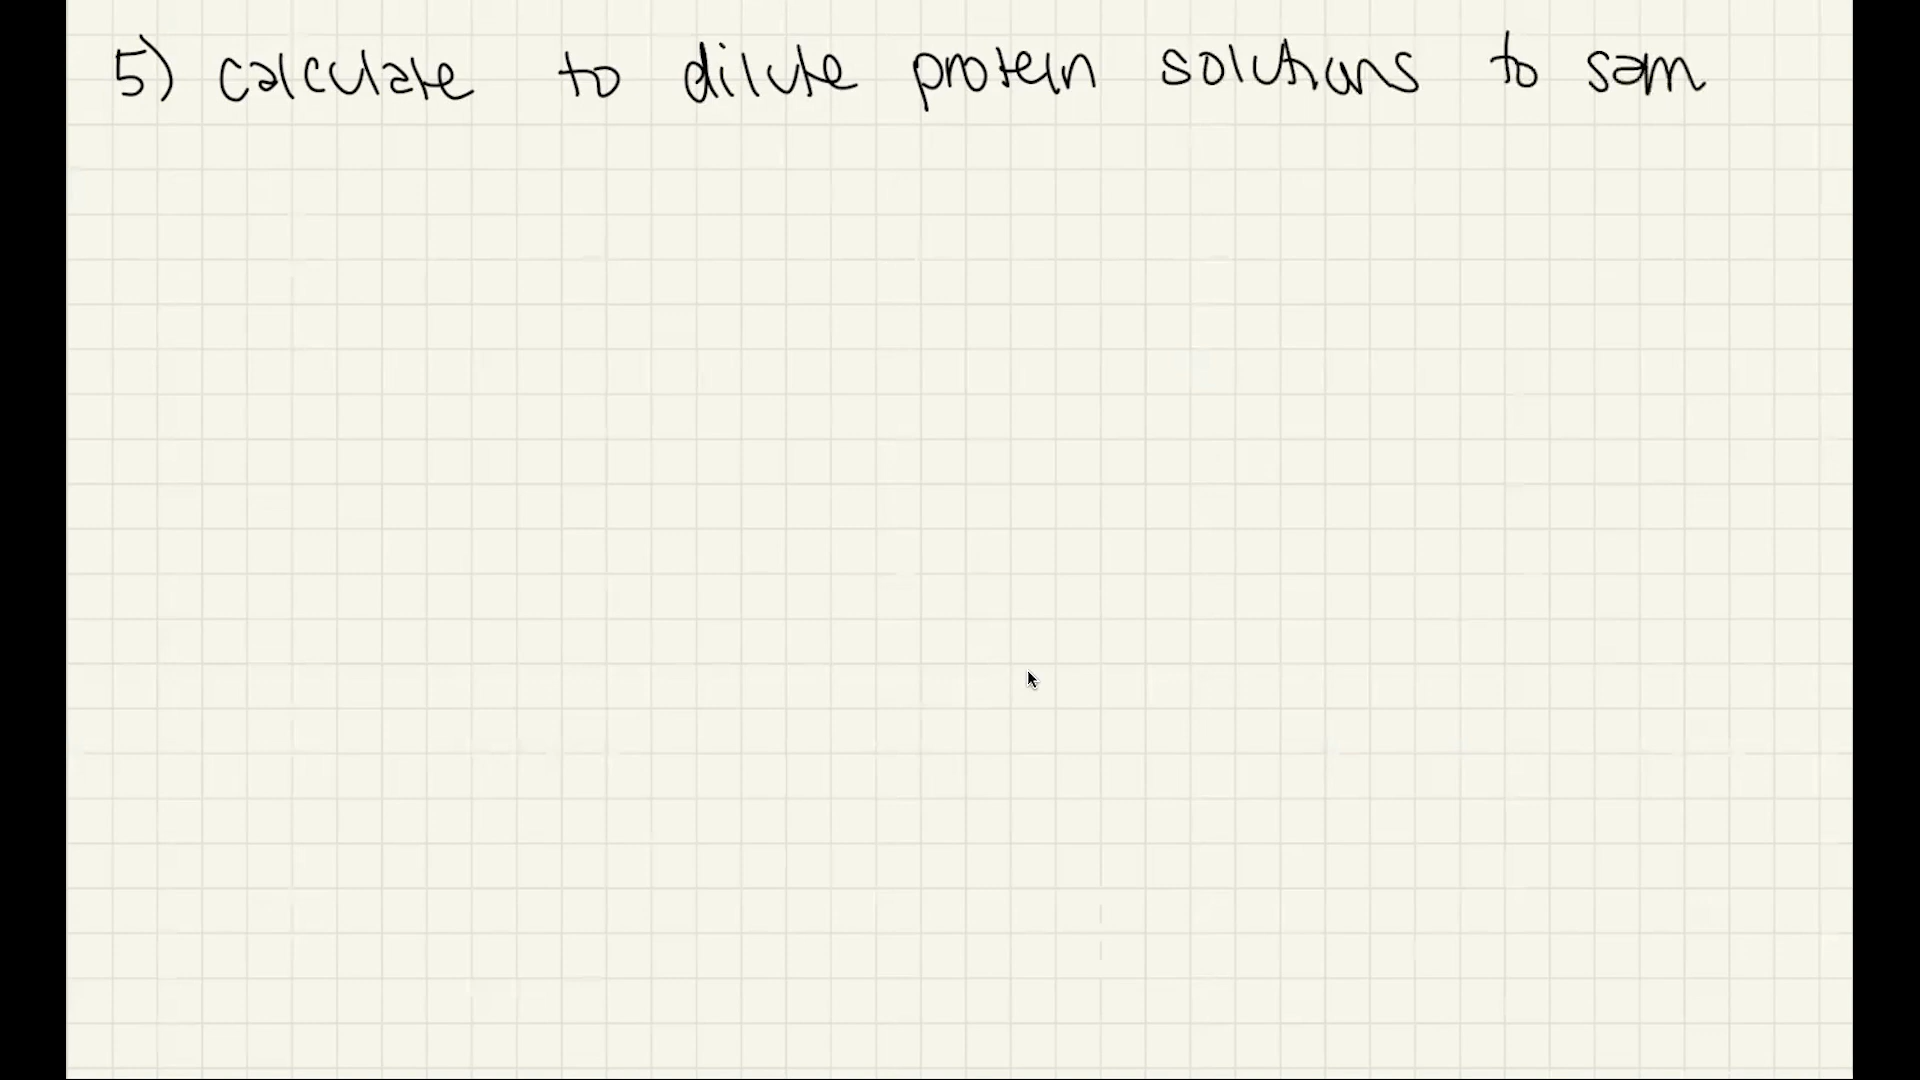 5) calculate to dilute protein solutions to sam